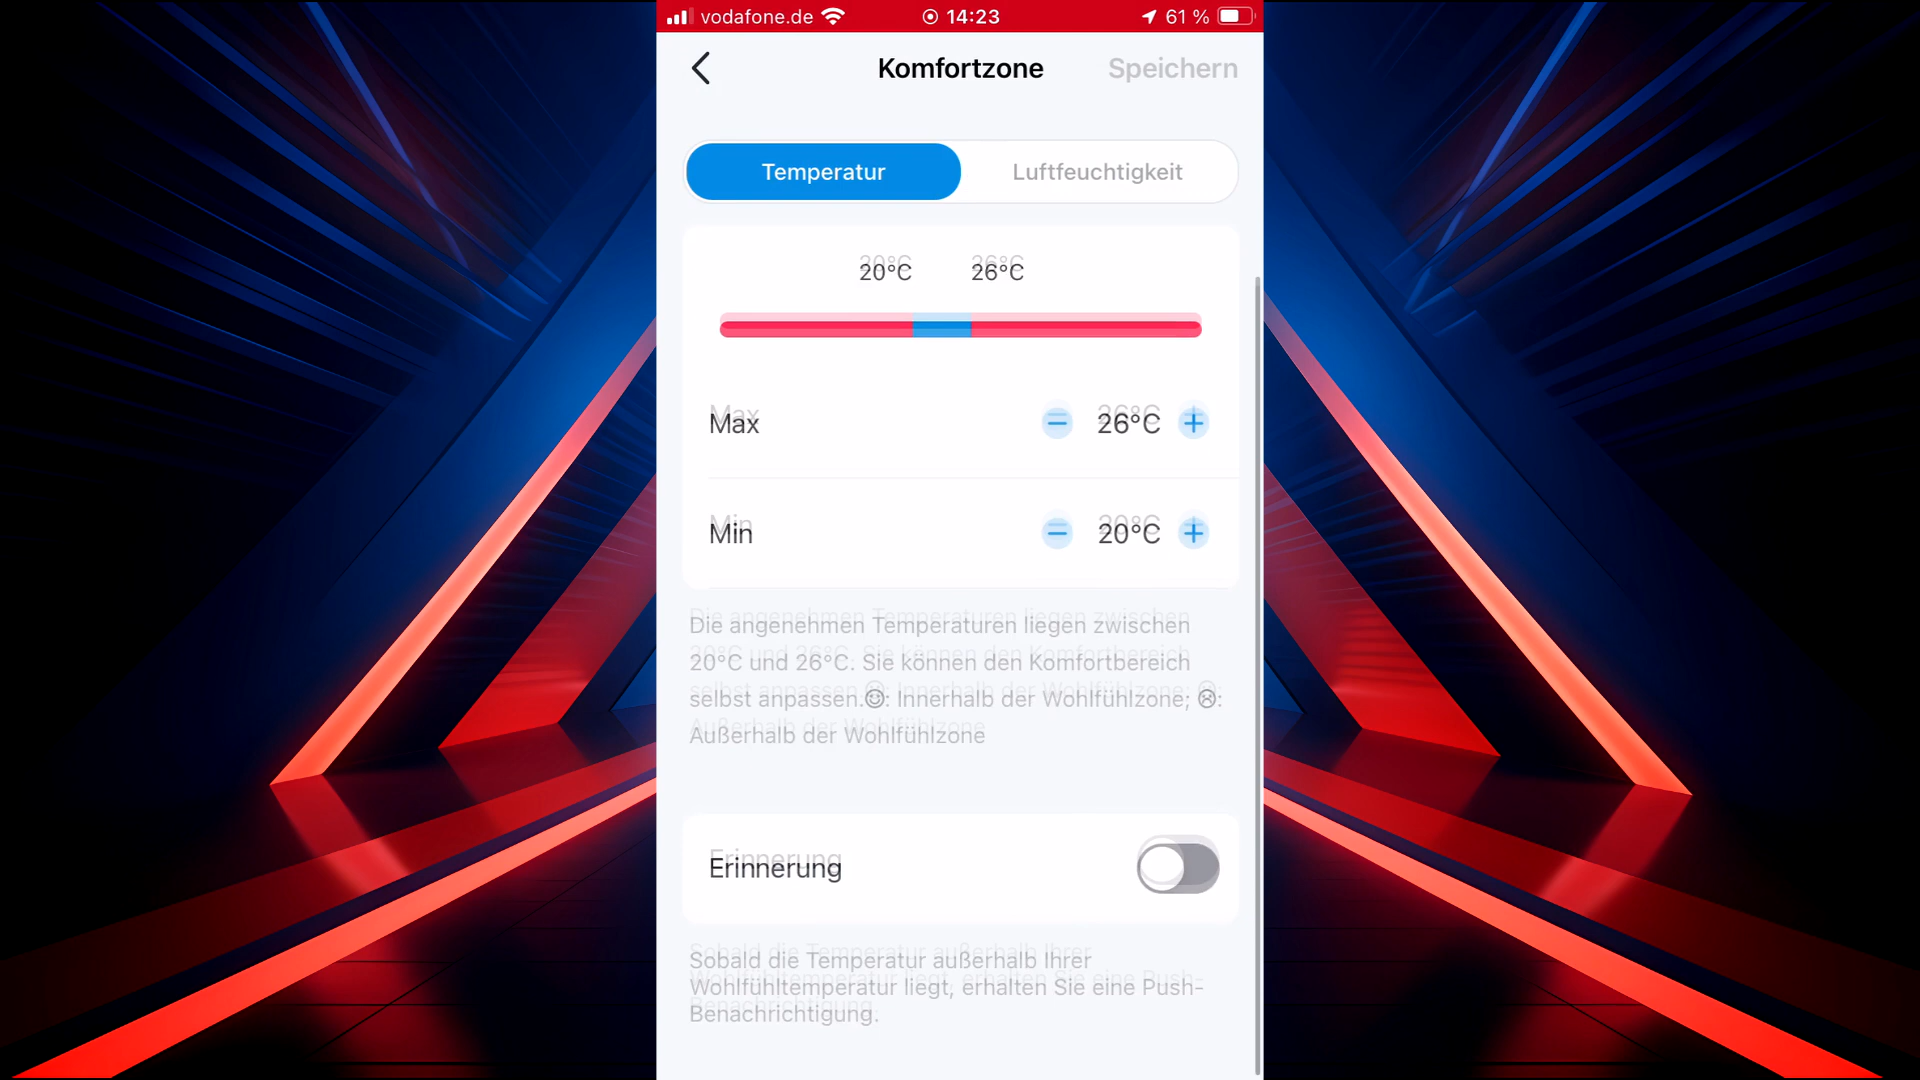 vodafone.de 14:23 61 %
Komfortzone Speichern
Temperatur Luftfeuchtigkeit
20°C 26°C
Max 26°C
Min 20°C
Die angenehmen Temperaturen liegen zwischen
20°C und 26°C. Sie können den Komfortbereich
selbst anpassen.☺: Innerhalb der Wohlfühlzone; ☹:
Außerhalb der Wohlfühlzone
Erinnerung
Sobald die Temperatur außerhalb Ihrer
Wohlfühltemperatur liegt, erhalten Sie eine Push-
Benachrichtigung.